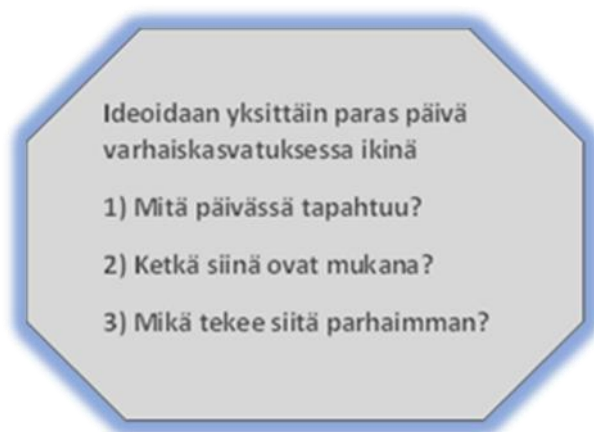 Ideoidaan yksittäin paras päivä
varhaiskasvatuksessa ikinä
1) Mitä päivässä tapahtuu?
2) Ketkä siinä ovat mukana?
3) Mikä tekee siitä parhaimman?